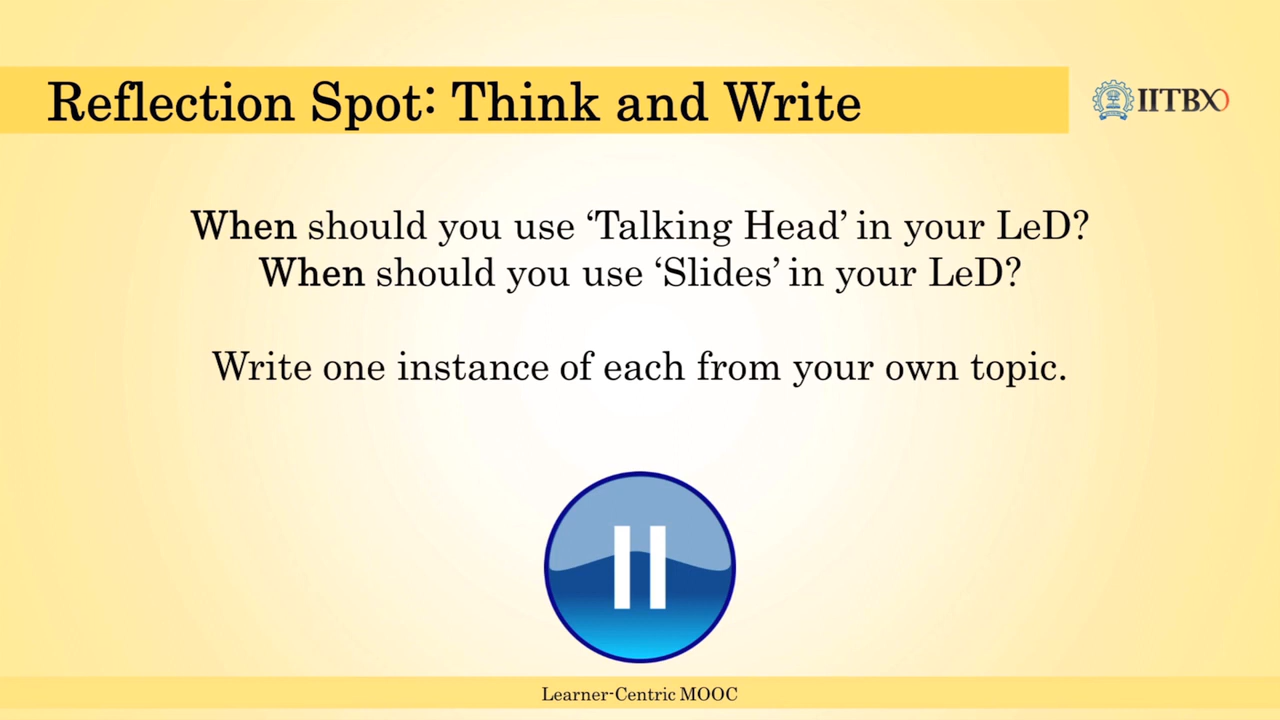 Reflection Spot: Think and Write
IITBX
When should you use ‘Talking Head’ in your LeD?
When should you use ‘Slides’ in your LeD?
Write one instance of each from your own topic.
Learner-Centric MOOC